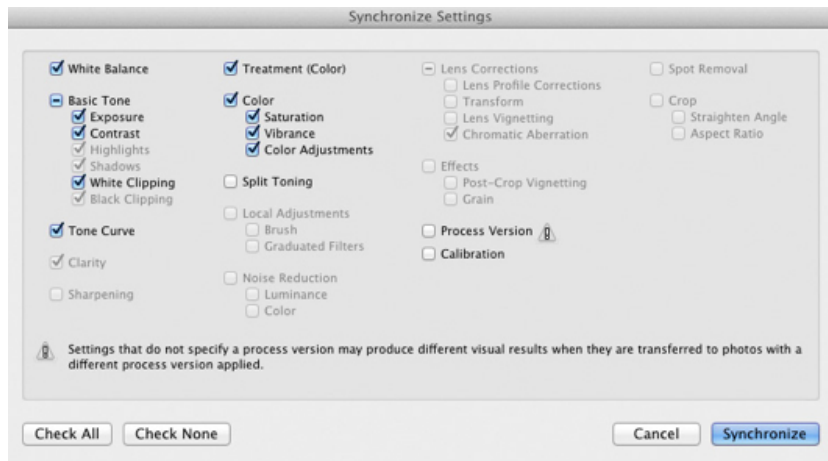 Synchronize Settings
White Balance
Basic Tone
Exposure
Contrast
Highlights
Shadows
White Clipping
Black Clipping
Tone Curve
Clarity
Sharpening
Treatment (Color)
Color
Saturation
Vibrance
Color Adjustments
Split Toning
Local Adjustments
Brush
Graduated Filters
Noise Reduction
Luminance
Color
Lens Corrections
Lens Profile Corrections
Transform
Lens Vignetting
Chromatic Aberration
Effects
Post-Crop Vignetting
Grain
Process Version
Calibration
Spot Removal
Crop
Straighten Angle
Aspect Ratio
Settings that do not specify a process version may produce different visual results when they are transferred to photos with a
different process version applied.
Check All
Check None
Cancel
Synchronize